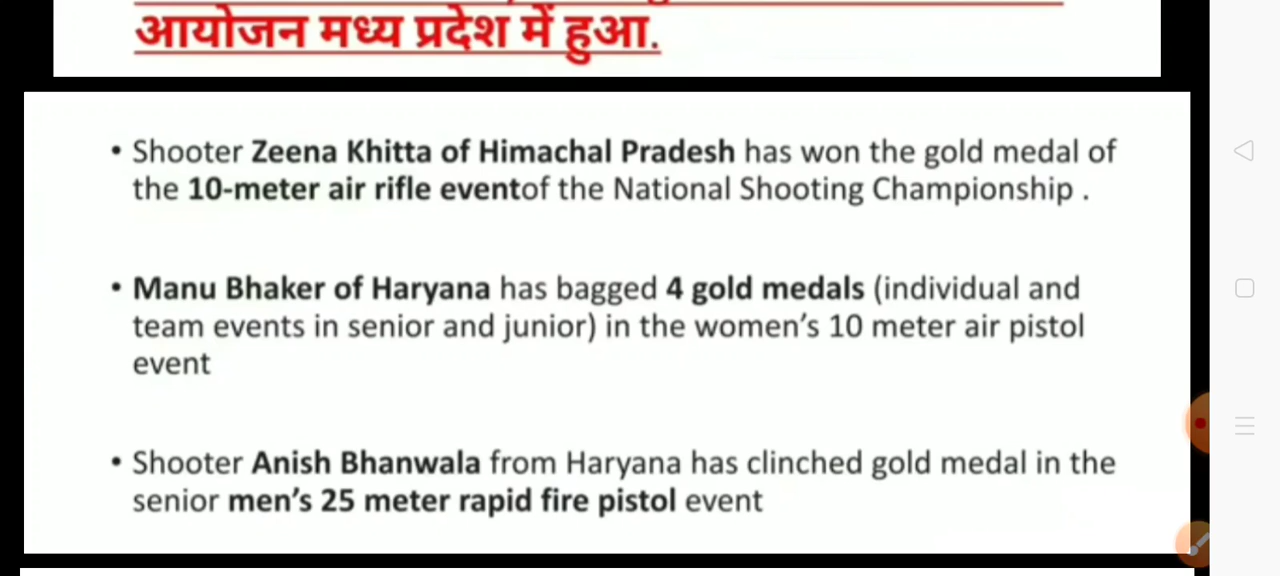 आयोजन मध्य प्रदेश में हुआ.
• Shooter Zeena Khitta of Himachal Pradesh has won the gold medal of
the 10-meter air rifle eventof the National Shooting Championship .
• Manu Bhaker of Haryana has bagged 4 gold medals (individual and
team events in senior and junior) in the women's 10 meter air pistol
event
• Shooter Anish Bhanwala from Haryana has clinched gold medal in the
senior men's 25 meter rapid fire pistol event